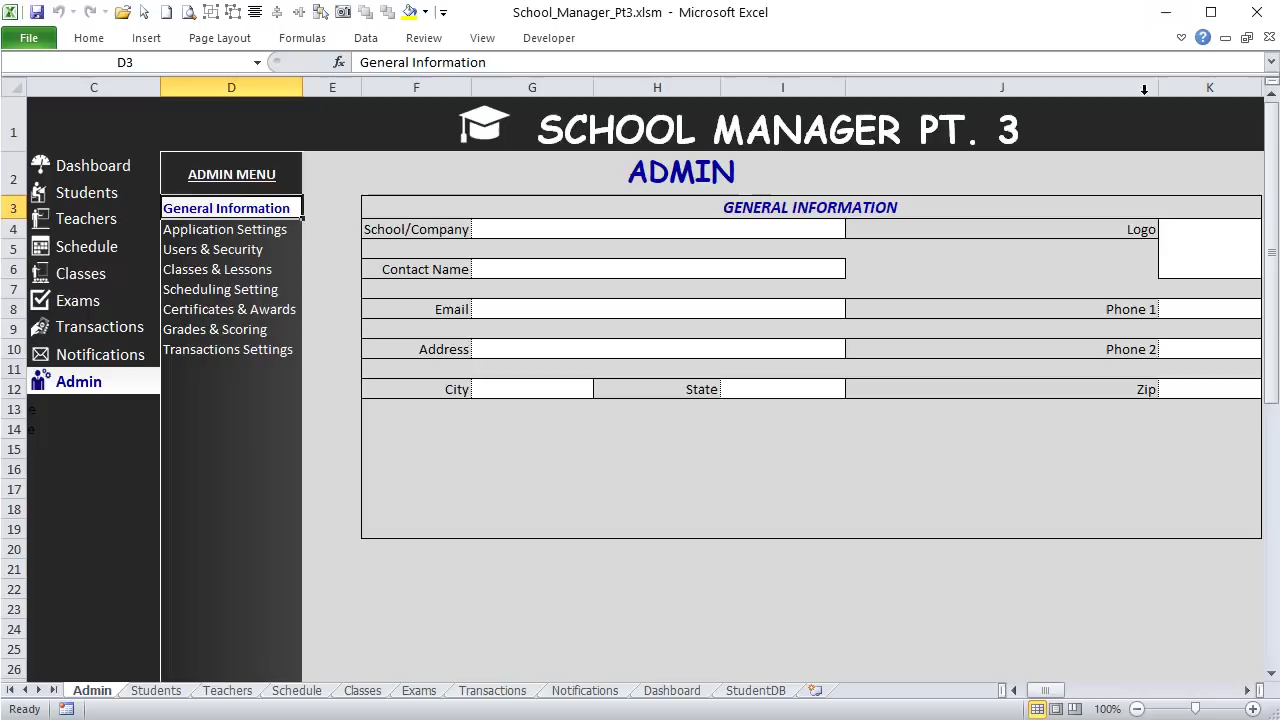 School_Manager_Pt3.xlsm - Microsoft Excel
File Home Insert Page Layout Formulas Data Review View Developer
D3 fx General Information
C D E F G H I J K
1 SCHOOL MANAGER PT. 3
2 ADMIN MENU ADMIN
Dashboard
Students
Teachers
Schedule
Classes
Exams
Transactions
Notifications
Admin
3 General Information GENERAL INFORMATION
4 Application Settings School/Company Logo
5 Users & Security
6 Classes & Lessons Contact Name
7 Scheduling Setting
8 Certificates & Awards Email Phone 1
9 Grades & Scoring
10 Transactions Settings Address Phone 2
11
12 City State Zip
13 e
14 e
15
16
17
18
19
20
21
22
23
24
25
26
Admin Students Teachers Schedule Classes Exams Transactions Notifications Dashboard StudentDB
Ready 100%